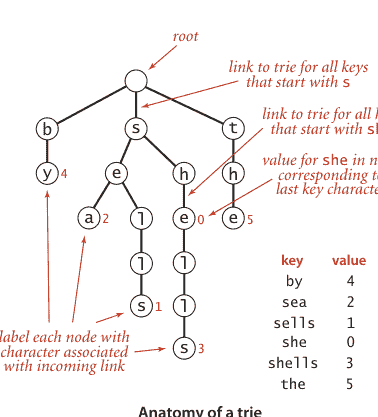 root
link to trie for all keys
that start with s
link to trie for all
that start with
value for she in
corresponding
last key
b
s
t
y 4
e
h
h
a 2
l
e 0
e 5
l
l
s 1
l
s 3
label each node with
character associated
with incoming link
key value
by 4
sea 2
sells 1
she 0
shells 3
the 5
Anatomy of a trie